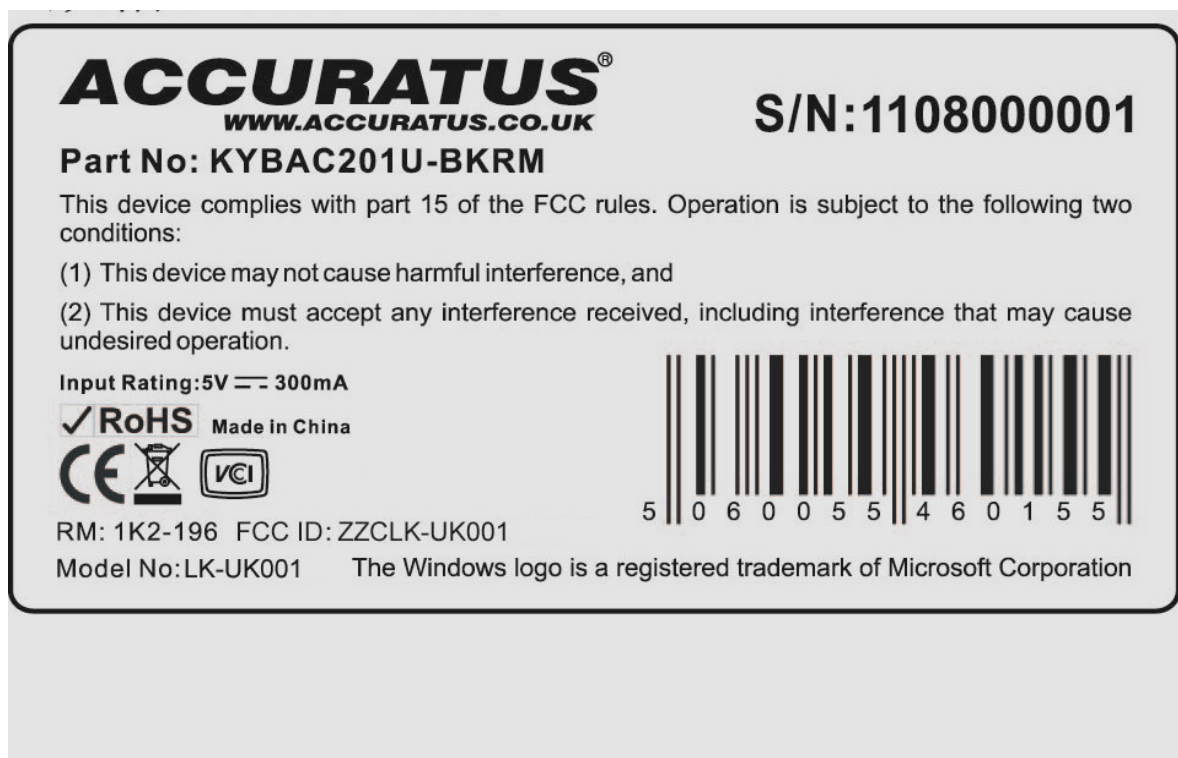 ACCURATUS®
WWW.ACCURATUS.CO.UK
S/N:1108000001
Part No: KYBAC201U-BKRM
This device complies with part 15 of the FCC rules. Operation is subject to the following two
conditions:
(1) This device may not cause harmful interference, and
(2) This device must accept any interference received, including interference that may cause
undesired operation.
Input Rating:5V ⎓ 300mA
✓RoHS Made in China
CE VCI
5 060055 460155
RM: 1K2-196 FCC ID: ZZCLK-UK001
Model No:LK-UK001 The Windows logo is a registered trademark of Microsoft Corporation